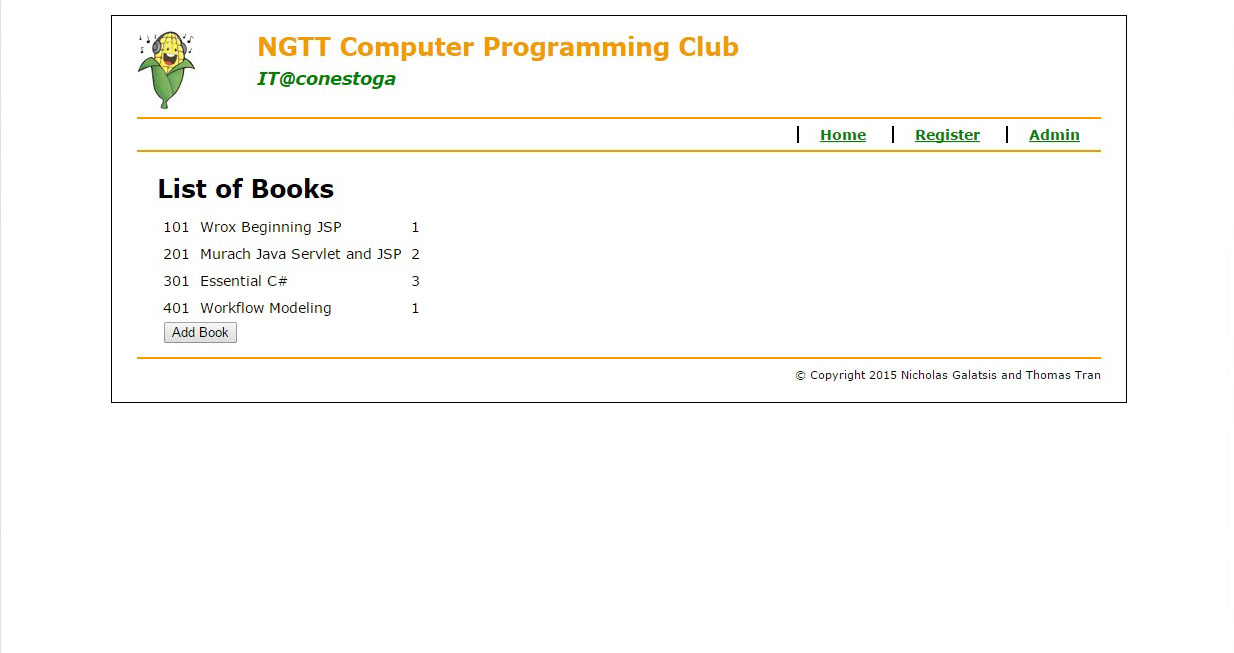 NGTT Computer Programming Club
IT@conestoga
Home Register Admin
List of Books
101 Wrox Beginning JSP 1
201 Murach Java Servlet and JSP 2
301 Essential C# 3
401 Workflow Modeling 1
Add Book
© Copyright 2015 Nicholas Galatsis and Thomas Tran